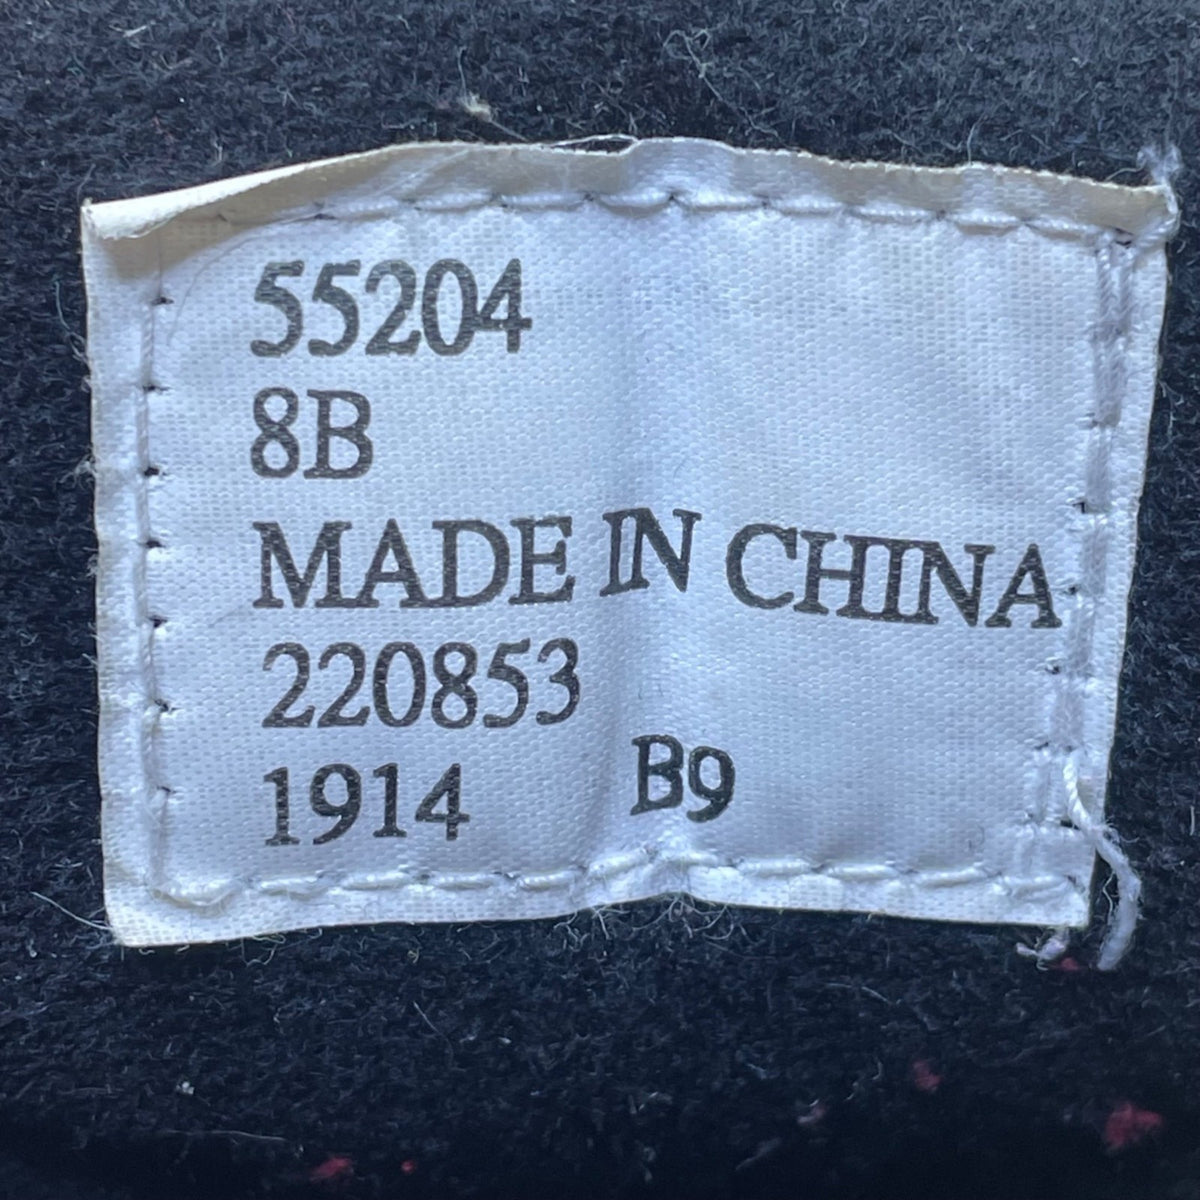 55204
8B
MADE IN CHINA
220853
1914 B9